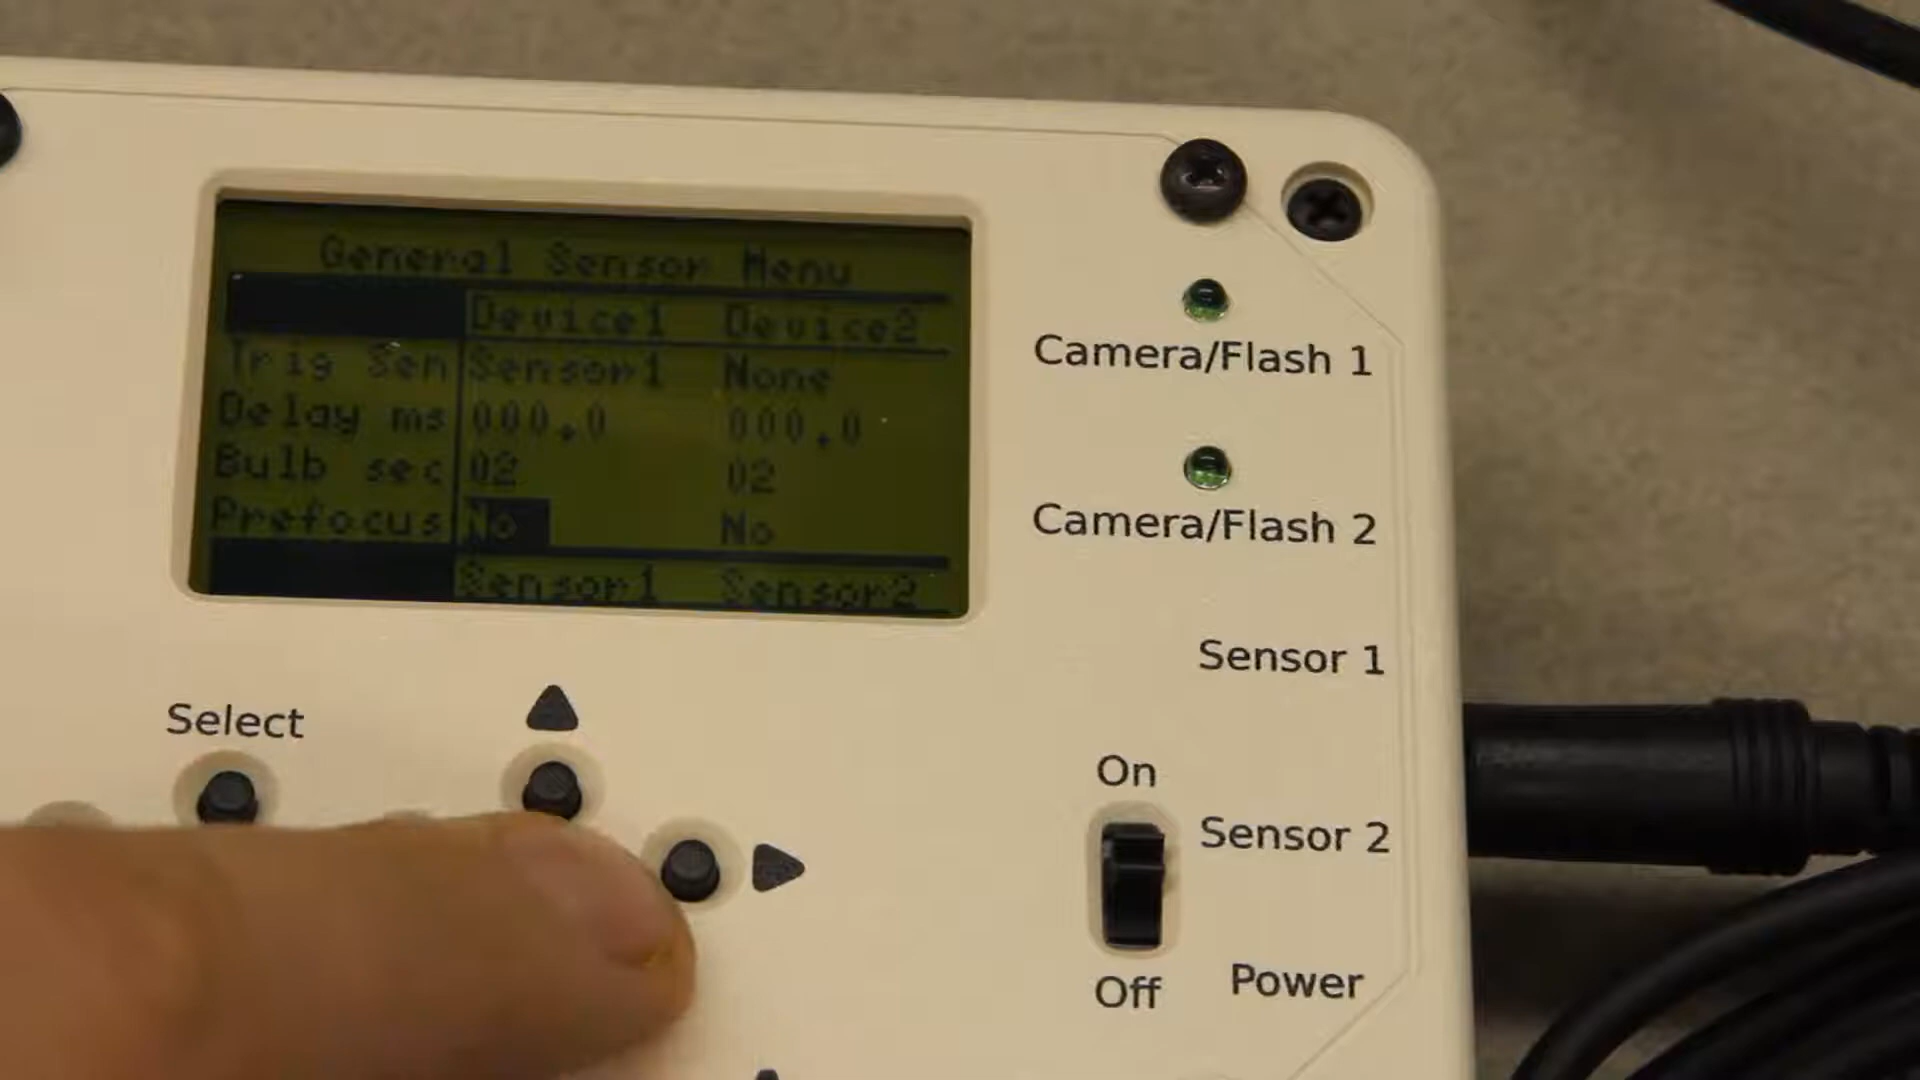 General Sensor Menu
Device1 Device2
Trig Sen Sensor1 None
Delay ms 000.0 000.0
Bulb sec 02 02
Prefocus No No
Sensor1 Sensor2
Camera/Flash 1
Camera/Flash 2
Sensor 1
Select
On
Sensor 2
Off
Power